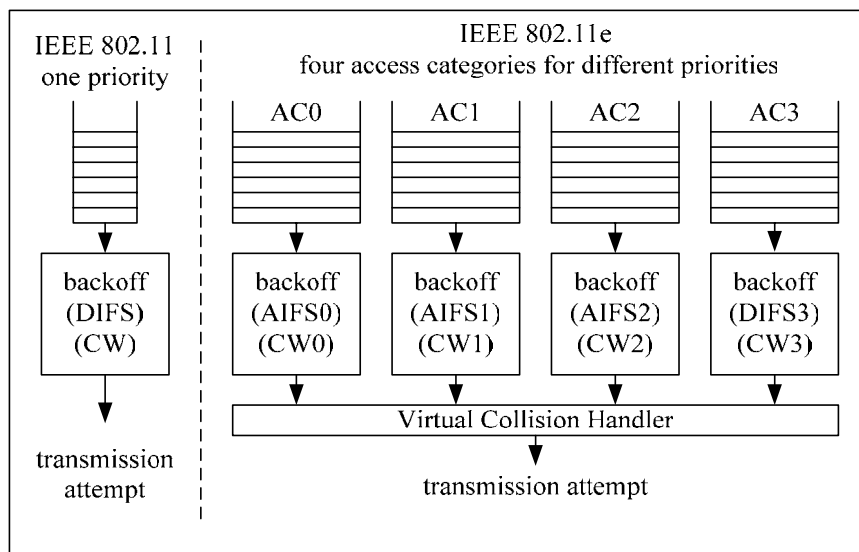 IEEE 802.11
one priority
backoff
(DIFS)
(CW)
transmission
attempt
IEEE 802.11e
four access categories for different priorities
AC0
AC1
AC2
AC3
backoff
(AIFS0)
(CW0)
backoff
(AIFS1)
(CW1)
backoff
(AIFS2)
(CW2)
backoff
(DIFS3)
(CW3)
Virtual Collision Handler
transmission attempt